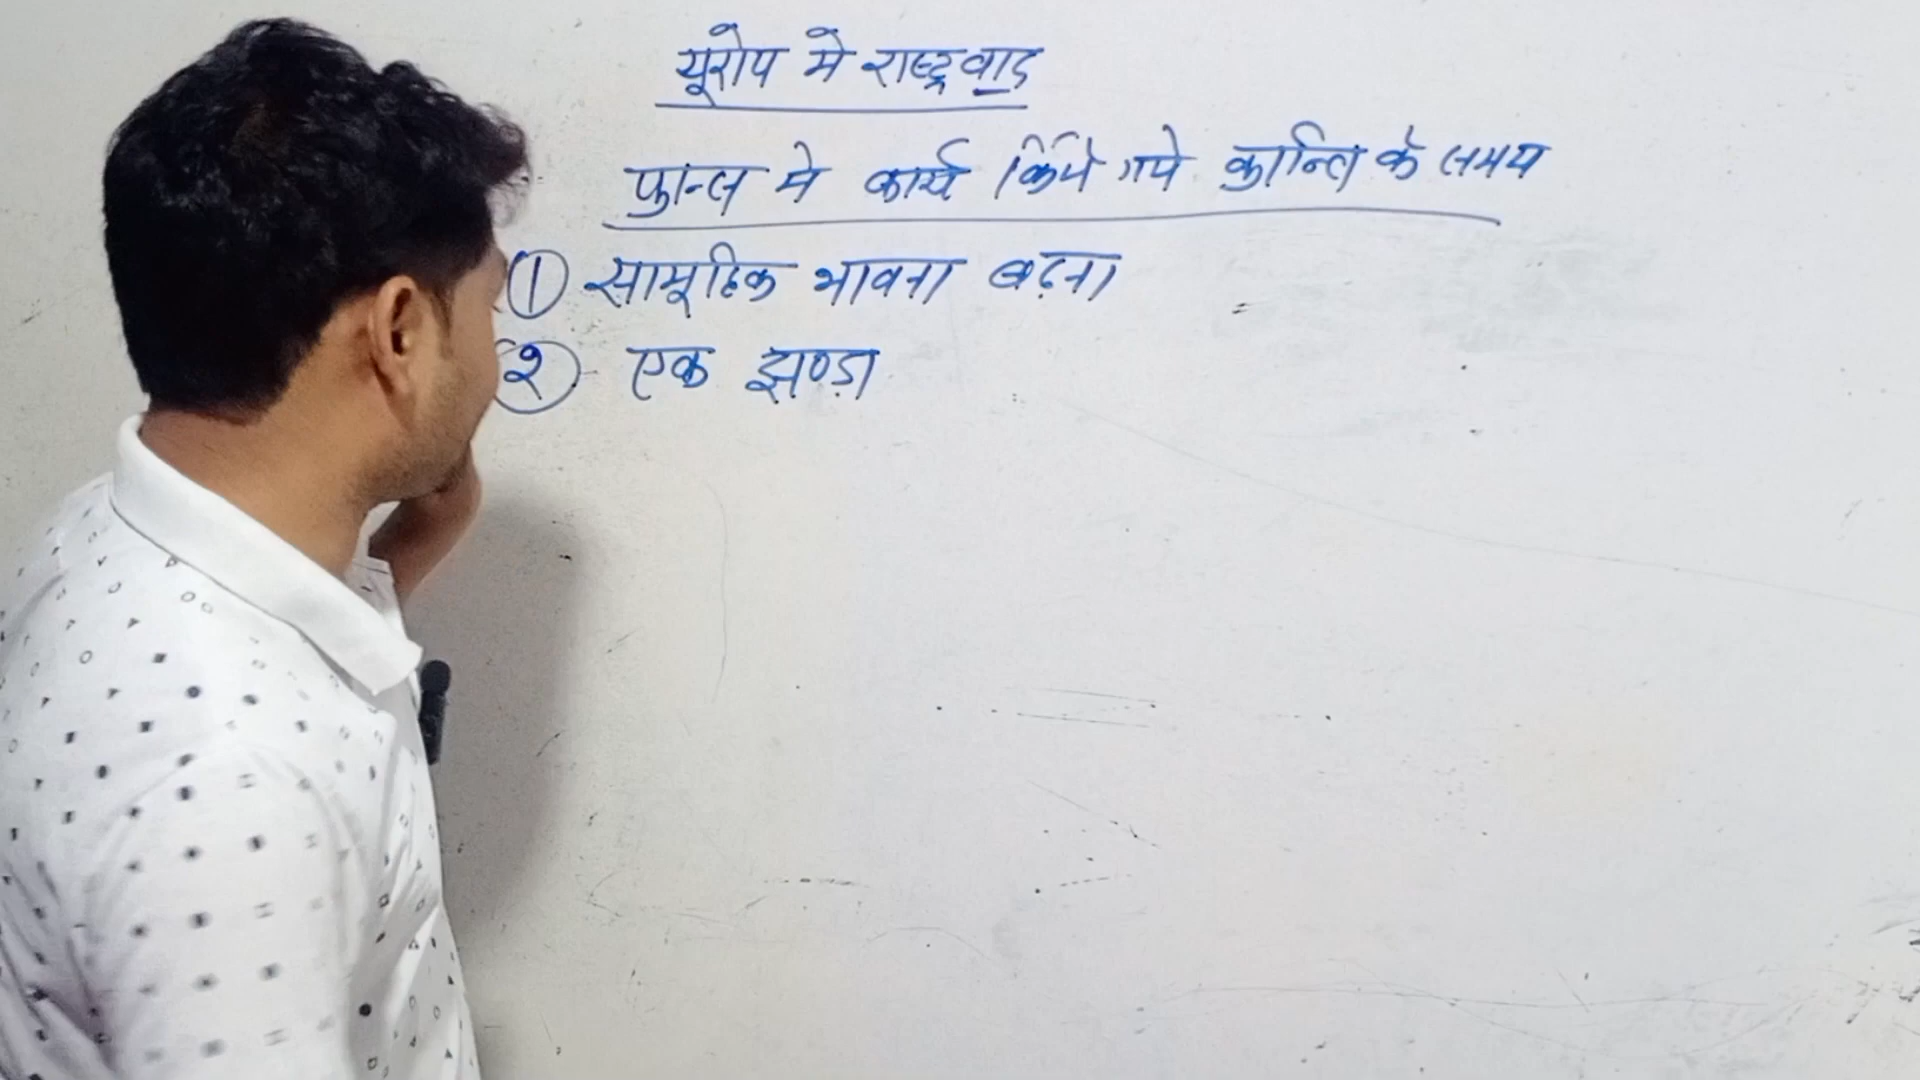 यूरोप मे राष्ट्रवाद
फ्रान्स मे कार्य किये गये क्रान्ति के समय
① सामूहिक भावना बढ़ना
② एक झण्डा